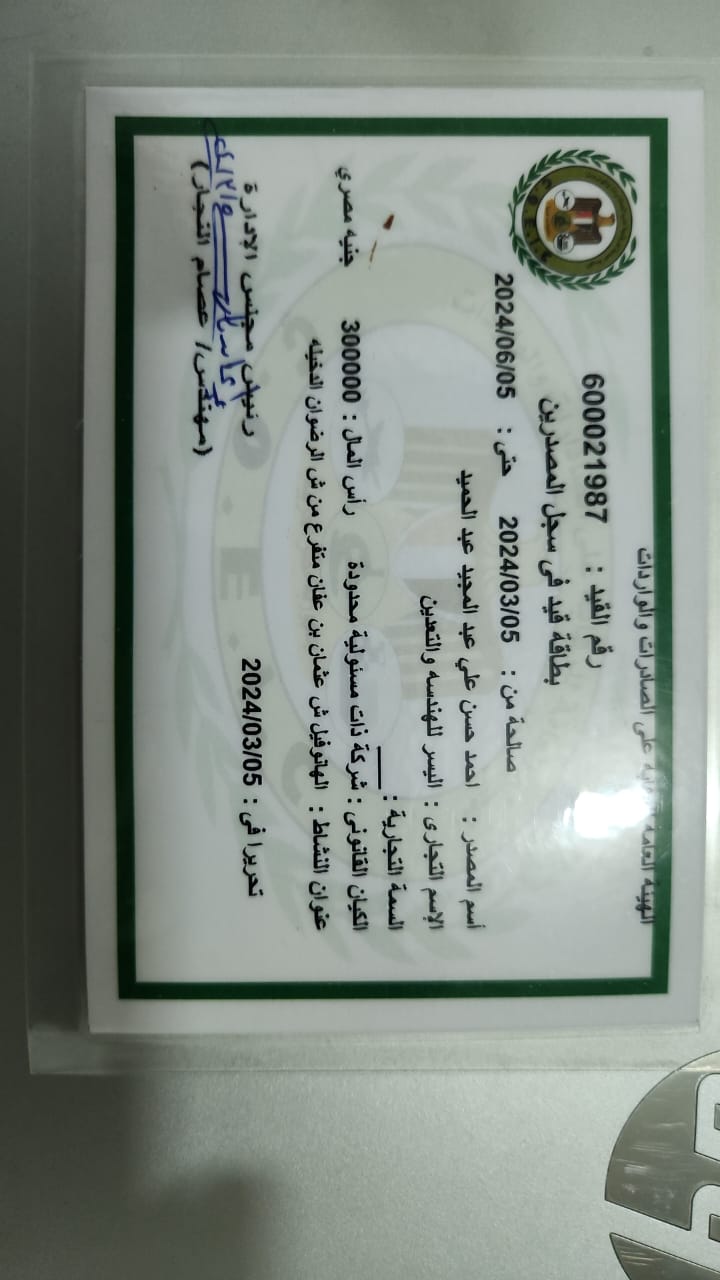 الهيئة العامة للرقابة على الصادرات والواردات
رقم القيد : 600021987
بطاقة قيد فى سجل المصدرين
صالحة من : 2024/03/05 حتى : 2024/06/05
أسم المصدر : احمد حسن علي عبد المجيد عبد الحميد
الإسم التجارى : اليسر للهندسه والتعدين
السمة التجارية :
الكيان القانونى : شركة ذات مسئولية محدودة رأس المال : 300000 جنيه مصري
عنوان النشاط : الهانوفيل ش عثمان بن عفان متفرع من ش الرضوان الدخيله
تحريرا فى : 2024/03/05
رئيس مجلس الإدارة
(مهندس/ عصام النجار)